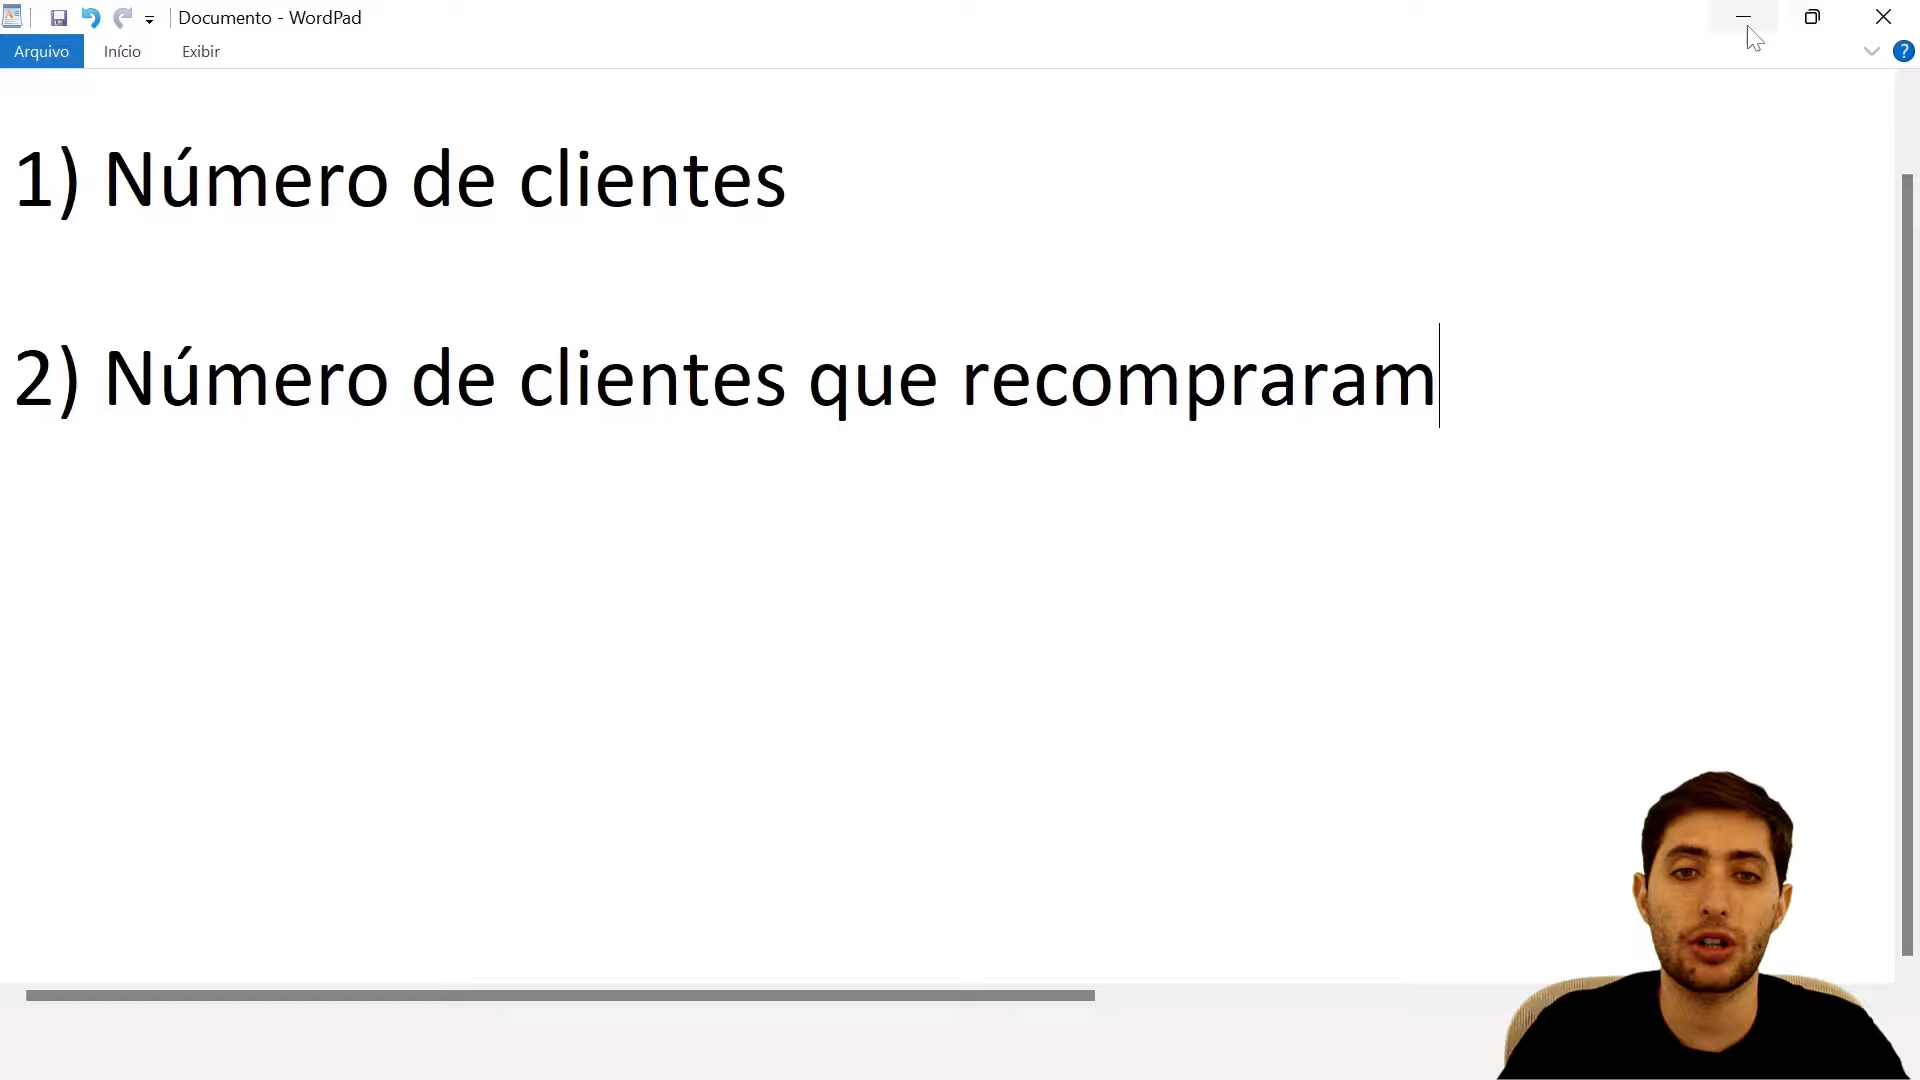 Documento - WordPad
Arquivo Início Exibir
?
1) Número de clientes
2) Número de clientes que recompraram